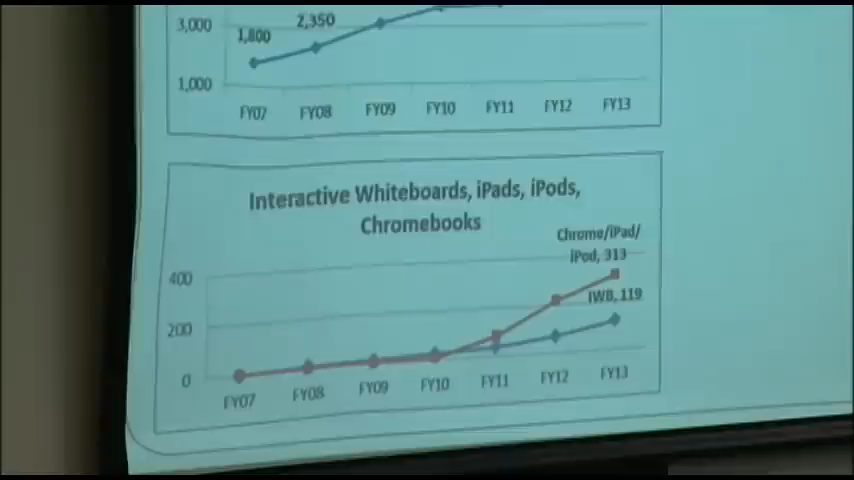 3,000
1,800
2,350
1,000
FY07 FY08 FY09 FY10 FY11 FY12 FY13
Interactive Whiteboards, iPads, iPods,
Chromebooks
Chrome/iPad/
iPod, 313
IWB, 119
400
200
0
FY07 FY08 FY09 FY10 FY11 FY12 FY13